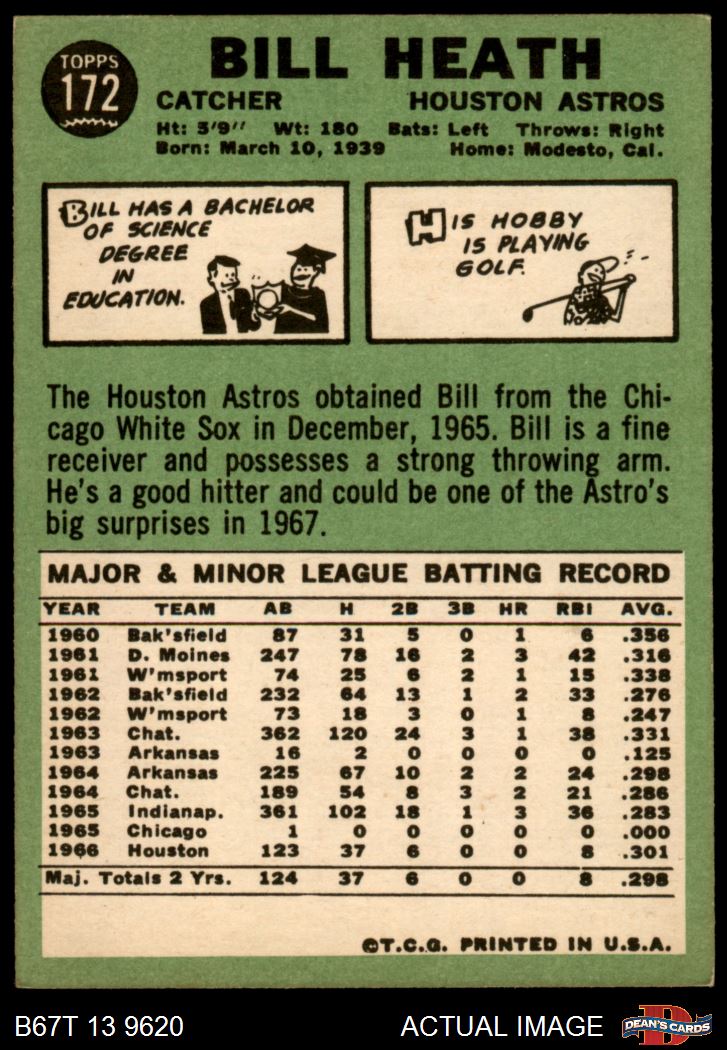 TOPPS
172
BILL HEATH
CATCHER HOUSTON ASTROS
Ht: 5'9" Wt: 180 Bats: Left Throws: Right
Born: March 10, 1939 Home: Modesto, Cal.
BILL HAS A BACHELOR
OF SCIENCE
DEGREE
IN
EDUCATION.
HIS HOBBY
IS PLAYING
GOLF.
The Houston Astros obtained Bill from the Chi-
cago White Sox in December, 1965. Bill is a fine
receiver and possesses a strong throwing arm.
He's a good hitter and could be one of the Astro's
big surprises in 1967.
MAJOR & MINOR LEAGUE BATTING RECORD
YEAR TEAM AB H 2B 3B HR RBI AVG.
1960 Bak'sfield 87 31 5 0 1 6 .356
1961 D. Moines 247 78 16 2 3 42 .316
1961 W'msport 74 25 6 2 1 15 .338
1962 Bak'sfield 232 64 13 1 2 33 .276
1962 W'msport 73 18 3 0 1 8 .247
1963 Chat. 362 120 24 3 1 38 .331
1963 Arkansas 16 2 0 0 0 0 .125
1964 Arkansas 225 67 10 2 2 24 .298
1964 Chat. 189 54 8 3 2 21 .286
1965 Indianap. 361 102 18 1 3 36 .283
1965 Chicago 1 0 0 0 0 0 .000
1966 Houston 123 37 6 0 0 8 .301
Maj. Totals 2 Yrs. 124 37 6 0 0 8 .298
©T.C.G. PRINTED IN U.S.A.
B67T 13 9620 ACTUAL IMAGE
D
DEAN'S CARDS